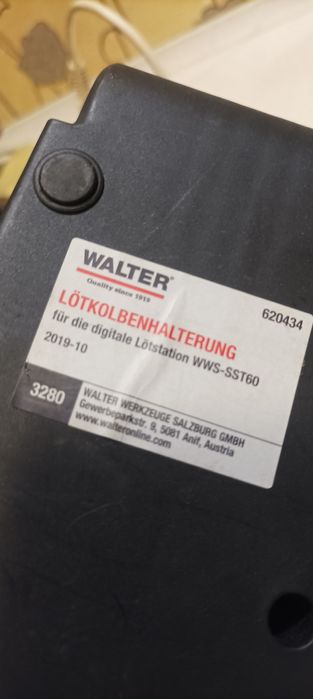 WALTER®
Quality since 1919
620434
LÖTKOLBENHALTERUNG
für die digitale Lötstation WWS-SST60
2019-10
3280
WALTER WERKZEUGE SALZBURG GMBH
Gewerbeparkstr. 9, 5081 Anif, Austria
www.walteronline.com